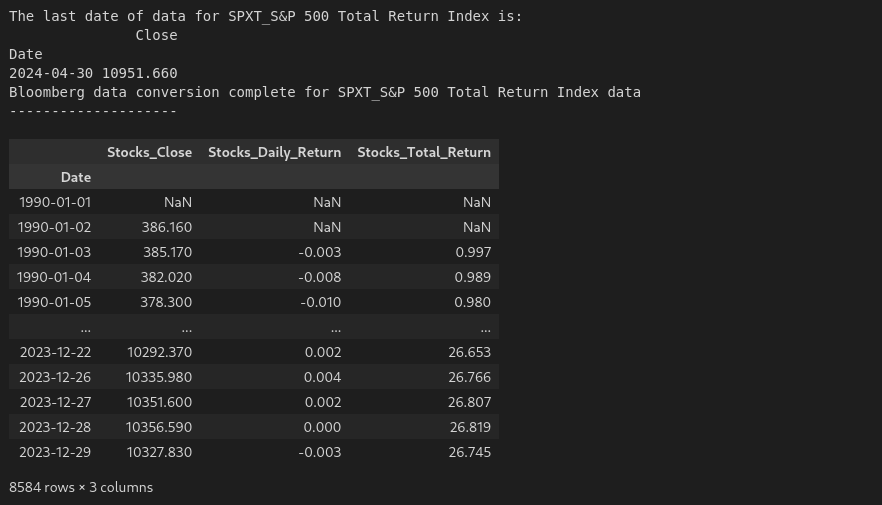 The last date of data for SPXT_S&P 500 Total Return Index is:
Close
Date
2024-04-30 10951.660
Bloomberg data conversion complete for SPXT_S&P 500 Total Return Index data
--------------------
Stocks_Close Stocks_Daily_Return Stocks_Total_Return
Date
1990-01-01 NaN NaN NaN
1990-01-02 386.160 NaN NaN
1990-01-03 385.170 -0.003 0.997
1990-01-04 382.020 -0.008 0.989
1990-01-05 378.300 -0.010 0.980
... ... ... ...
2023-12-22 10292.370 0.002 26.653
2023-12-26 10335.980 0.004 26.766
2023-12-27 10351.600 0.002 26.807
2023-12-28 10356.590 0.000 26.819
2023-12-29 10327.830 -0.003 26.745
8584 rows × 3 columns